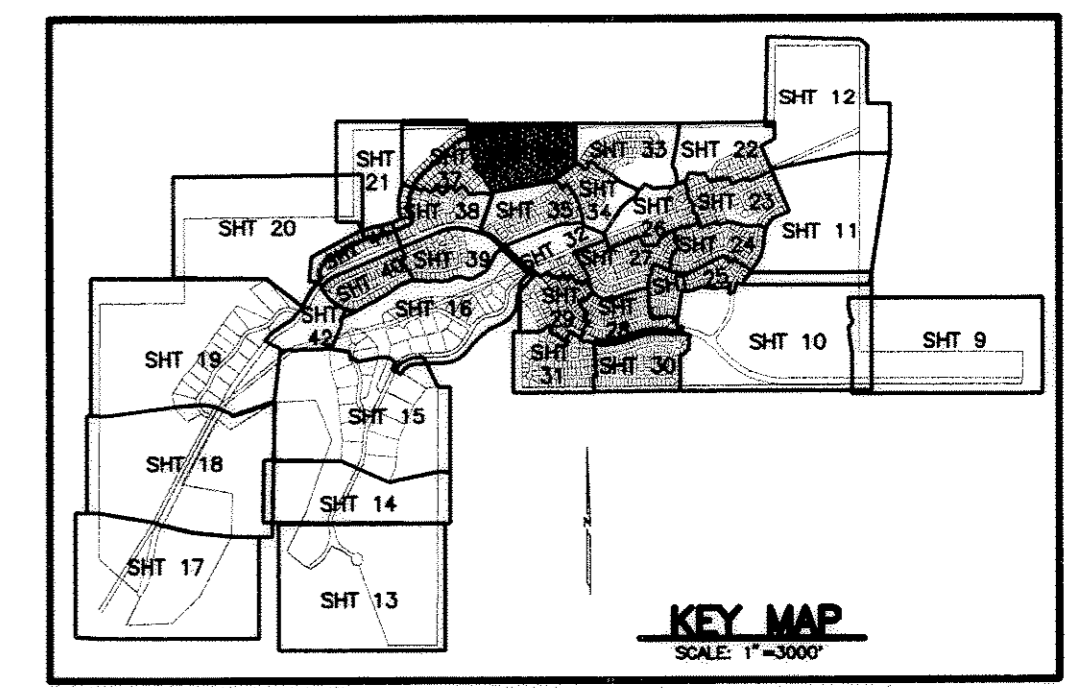 SHT 12
SHT 33
SHT 22
SHT 21
SHT 37
SHT 38
SHT 35
SHT 34
SHT 26
SHT 23
SHT 11
SHT 20
SHT 40
SHT 39
SHT 32
SHT 27
SHT 24
SHT 25
SHT 16
SHT 42
SHT 29
SHT 28
SHT 10
SHT 9
SHT 19
SHT 31
SHT 30
SHT 15
SHT 18
SHT 14
N
SHT 17
SHT 13
KEY MAP
SCALE: 1"=3000'